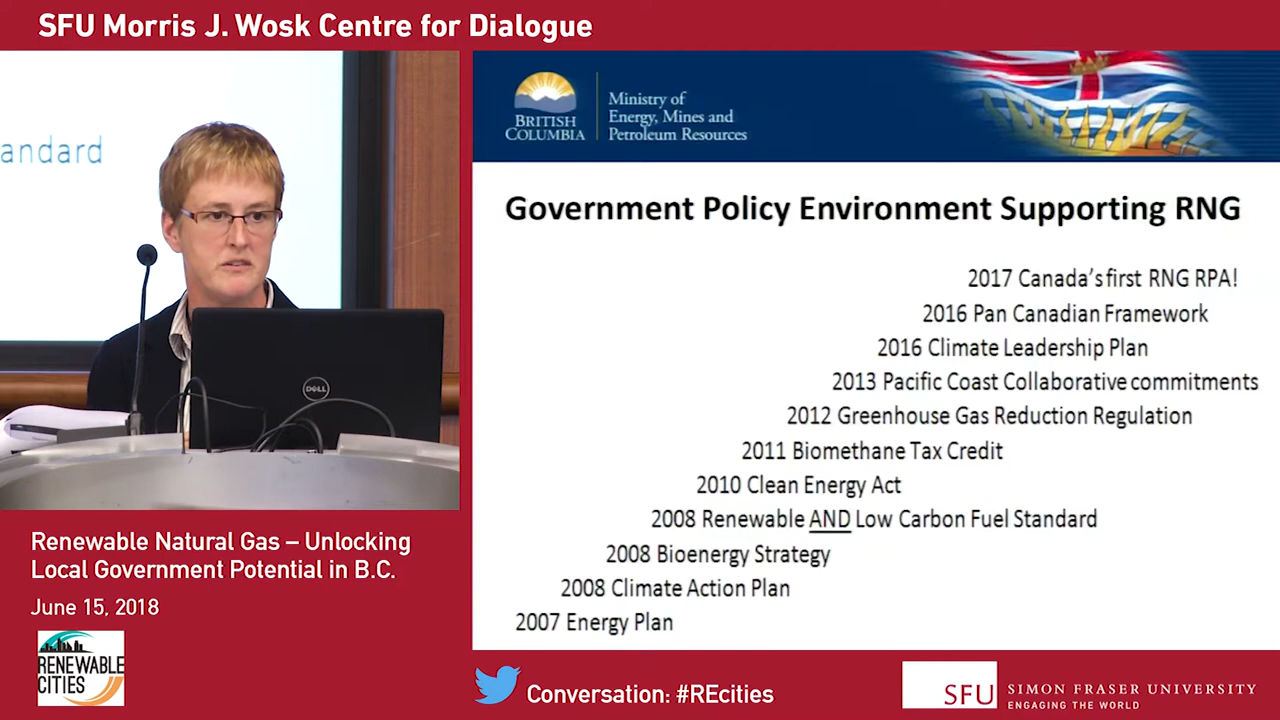 SFU Morris J. Wosk Centre for Dialogue
andard
DELL
BRITISH
COLUMBIA
Ministry of
Energy, Mines and
Petroleum Resources
Government Policy Environment Supporting RNG
2017 Canada's first RNG RPA!
2016 Pan Canadian Framework
2016 Climate Leadership Plan
2013 Pacific Coast Collaborative commitments
2012 Greenhouse Gas Reduction Regulation
2011 Biomethane Tax Credit
2010 Clean Energy Act
2008 Renewable AND Low Carbon Fuel Standard
2008 Bioenergy Strategy
2008 Climate Action Plan
2007 Energy Plan
Renewable Natural Gas – Unlocking
Local Government Potential in B.C.
June 15, 2018
RENEWABLE
CITIES
Conversation: #REcities
SFU
SIMON FRASER UNIVERSITY
ENGAGING THE WORLD